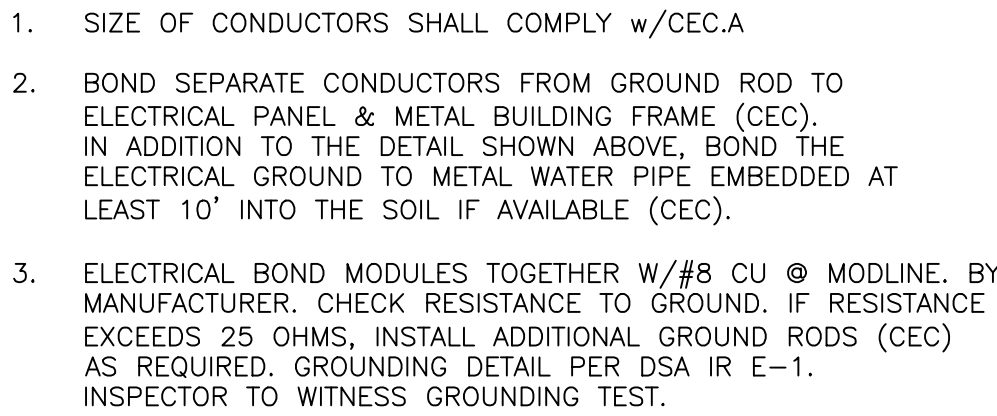 1. SIZE OF CONDUCTORS SHALL COMPLY w/CEC.A
2. BOND SEPARATE CONDUCTORS FROM GROUND ROD TO
ELECTRICAL PANEL & METAL BUILDING FRAME (CEC).
IN ADDITION TO THE DETAIL SHOWN ABOVE, BOND THE
ELECTRICAL GROUND TO METAL WATER PIPE EMBEDDED AT
LEAST 10' INTO THE SOIL IF AVAILABLE (CEC).
3. ELECTRICAL BOND MODULES TOGETHER W/#8 CU @ MODLINE. BY
MANUFACTURER. CHECK RESISTANCE TO GROUND. IF RESISTANCE
EXCEEDS 25 OHMS, INSTALL ADDITIONAL GROUND RODS (CEC)
AS REQUIRED. GROUNDING DETAIL PER DSA IR E-1.
INSPECTOR TO WITNESS GROUNDING TEST.